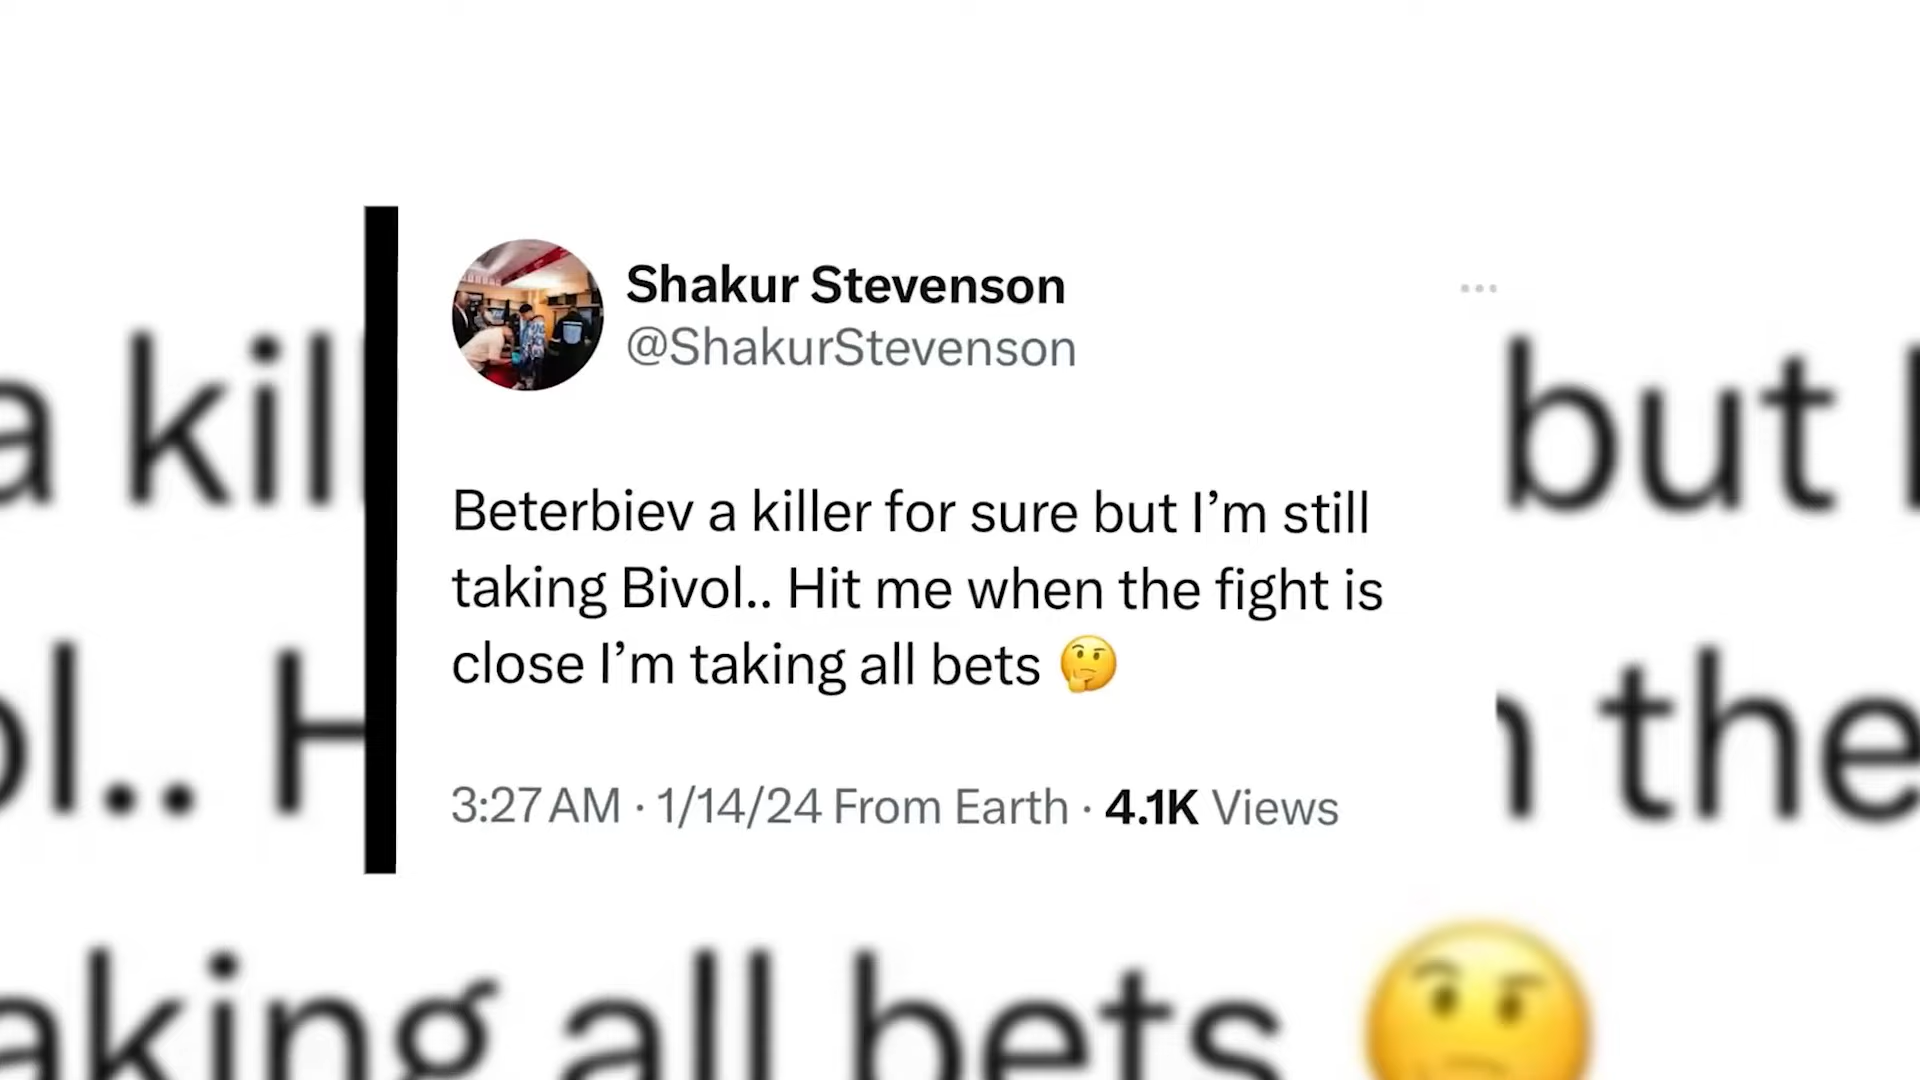 Shakur Stevenson
@ShakurStevenson
Beterbiev a killer for sure but I’m still
taking Bivol.. Hit me when the fight is
close I’m taking all bets 🤔
3:27 AM · 1/14/24 From Earth · 4.1K Views